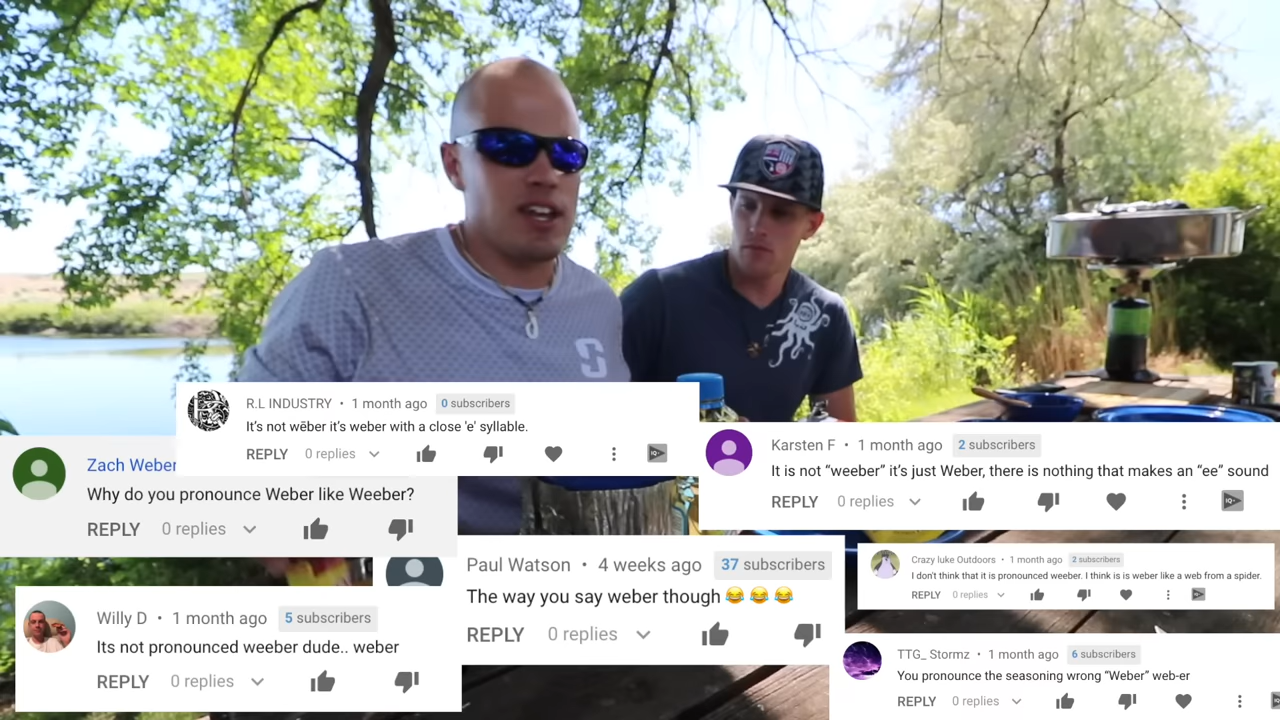 R.L INDUSTRY • 1 month ago 0 subscribers
It's not wēber it's weber with a close 'e' syllable.
REPLY 0 replies
Zach Weber
Why do you pronounce Weber like Weeber?
REPLY 0 replies
Karsten F • 1 month ago 2 subscribers
It is not “weeber” it’s just Weber, there is nothing that makes an “ee” sound
REPLY 0 replies
IQ+
IQ+
Paul Watson • 4 weeks ago 37 subscribers
The way you say weber though 😂 😂 😂
REPLY 0 replies
Crazy luke Outdoors • 1 month ago 2 subscribers
I don't think that it is pronounced weeber. I think is is weber like a web from a spider.
REPLY 0 replies
Willy D • 1 month ago 5 subscribers
Its not pronounced weeber dude.. weber
REPLY 0 replies
TTG_ Stormz • 1 month ago 6 subscribers
You pronounce the seasoning wrong “Weber” web-er
REPLY 0 replies